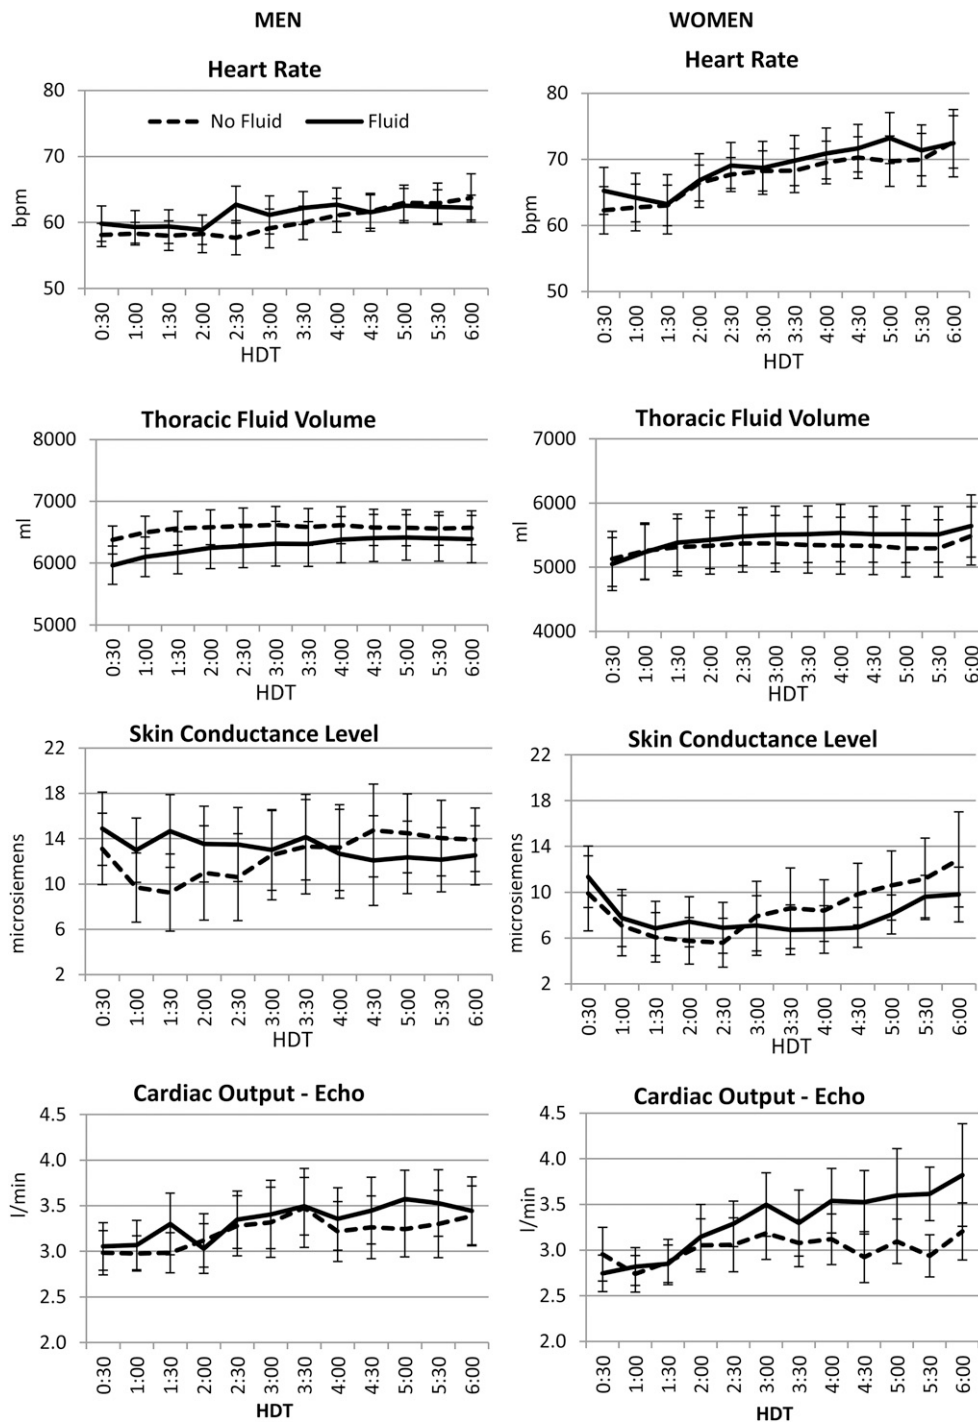 MEN WOMEN
Heart Rate
80
70
60
50
bpm
No Fluid Fluid
0:30 1:00 1:30 2:00 2:30 3:00 3:30 4:00 4:30 5:00 5:30 6:00
HDT
Heart Rate
80
70
60
50
bpm
0:30 1:00 1:30 2:00 2:30 3:00 3:30 4:00 4:30 5:00 5:30 6:00
HDT
Thoracic Fluid Volume
8000
7000
6000
5000
ml
0:30 1:00 1:30 2:00 2:30 3:00 3:30 4:00 4:30 5:00 5:30 6:00
HDT
Thoracic Fluid Volume
7000
6000
5000
4000
ml
0:30 1:00 1:30 2:00 2:30 3:00 3:30 4:00 4:30 5:00 5:30 6:00
HDT
Skin Conductance Level
22
18
14
10
6
2
microsiemens
0:30 1:00 1:30 2:00 2:30 3:00 3:30 4:00 4:30 5:00 5:30 6:00
HDT
Skin Conductance Level
22
18
14
10
6
2
microsiemens
0:30 1:00 1:30 2:00 2:30 3:00 3:30 4:00 4:30 5:00 5:30 6:00
HDT
Cardiac Output - Echo
4.5
4.0
3.5
3.0
2.5
2.0
l/min
0:30 1:00 1:30 2:00 2:30 3:00 3:30 4:00 4:30 5:00 5:30 6:00
HDT
Cardiac Output - Echo
4.5
4.0
3.5
3.0
2.5
2.0
l/min
0:30 1:00 1:30 2:00 2:30 3:00 3:30 4:00 4:30 5:00 5:30 6:00
HDT